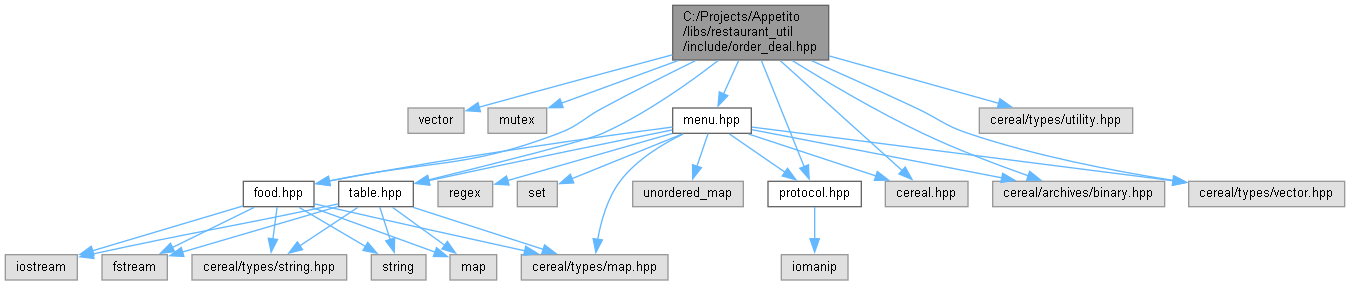 C:/Projects/Appetito
/libs/restaurant_util
/include/order_deal.hpp
vector
mutex
menu.hpp
cereal/types/utility.hpp
food.hpp
table.hpp
regex
set
unordered_map
protocol.hpp
cereal.hpp
cereal/archives/binary.hpp
cereal/types/vector.hpp
iostream
fstream
cereal/types/string.hpp
string
map
cereal/types/map.hpp
iomanip